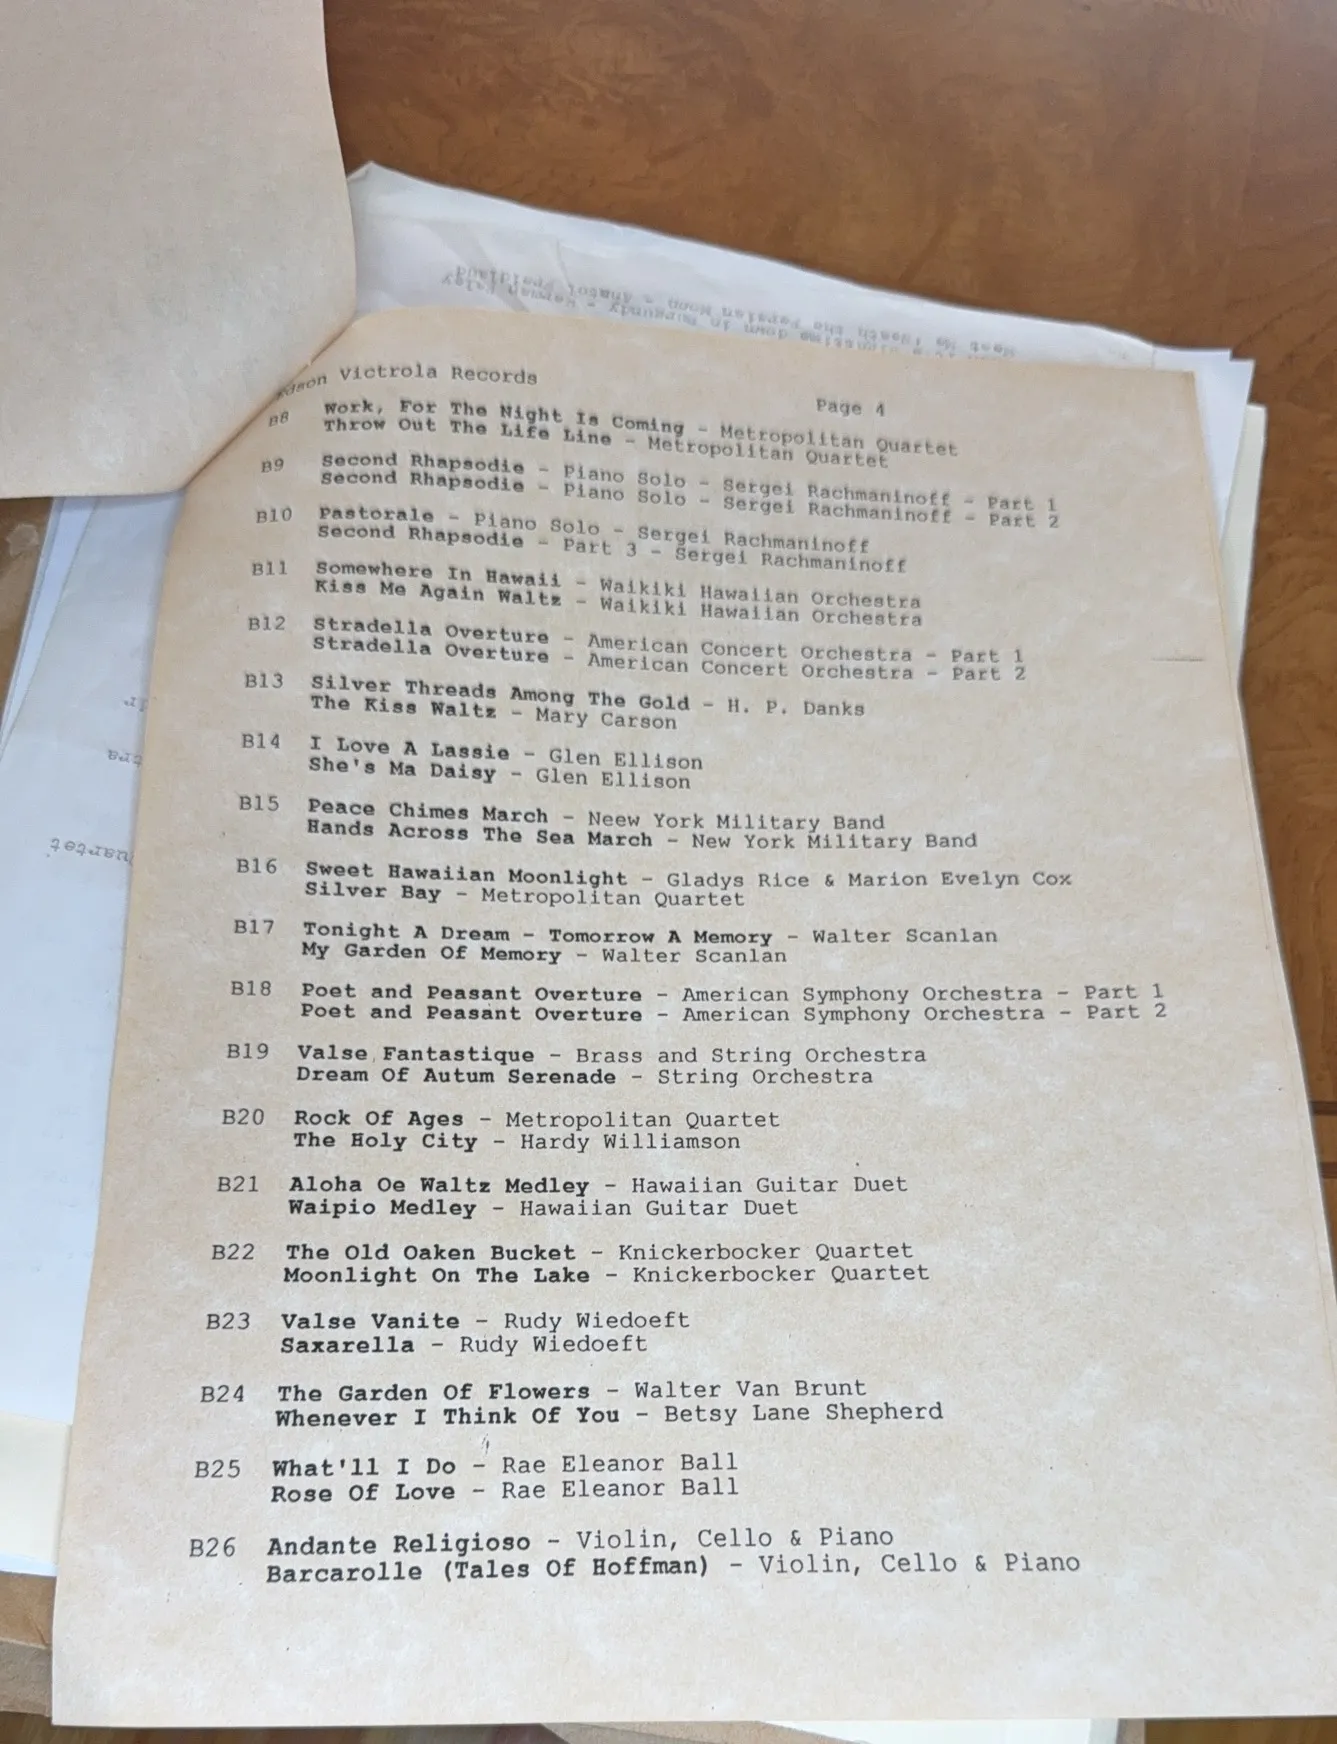 Victrola Records
Page 4
B8 Work, For The Night Is Coming - Metropolitan Quartet
Throw Out The Life Line - Metropolitan Quartet
B9 Second Rhapsodie - Piano Solo - Sergei Rachmaninoff - Part 1
Second Rhapsodie - Piano Solo - Sergei Rachmaninoff - Part 2
B10 Pastorale - Piano Solo - Sergei Rachmaninoff
Second Rhapsodie - Part 3 - Sergei Rachmaninoff
B11 Somewhere In Hawaii - Waikiki Hawaiian Orchestra
Kiss Me Again Waltz - Waikiki Hawaiian Orchestra
B12 Stradella Overture - American Concert Orchestra - Part 1
Stradella Overture - American Concert Orchestra - Part 2
B13 Silver Threads Among The Gold - H. P. Danks
The Kiss Waltz - Mary Carson
B14 I Love A Lassie - Glen Ellison
She's Ma Daisy - Glen Ellison
B15 Peace Chimes March - Neew York Military Band
Hands Across The Sea March - New York Military Band
B16 Sweet Hawaiian Moonlight - Gladys Rice & Marion Evelyn Cox
Silver Bay - Metropolitan Quartet
B17 Tonight A Dream - Tomorrow A Memory - Walter Scanlan
My Garden Of Memory - Walter Scanlan
B18 Poet and Peasant Overture - American Symphony Orchestra - Part 1
Poet and Peasant Overture - American Symphony Orchestra - Part 2
B19 Valse Fantastique - Brass and String Orchestra
Dream Of Autum Serenade - String Orchestra
B20 Rock Of Ages - Metropolitan Quartet
The Holy City - Hardy Williamson
B21 Aloha Oe Waltz Medley - Hawaiian Guitar Duet
Waipio Medley - Hawaiian Guitar Duet
B22 The Old Oaken Bucket - Knickerbocker Quartet
Moonlight On The Lake - Knickerbocker Quartet
B23 Valse Vanite - Rudy Wiedoeft
Saxarella - Rudy Wiedoeft
B24 The Garden Of Flowers - Walter Van Brunt
Whenever I Think Of You - Betsy Lane Shepherd
B25 What'll I Do - Rae Eleanor Ball
Rose Of Love - Rae Eleanor Ball
B26 Andante Religioso - Violin, Cello & Piano
Barcarolle (Tales Of Hoffman) - Violin, Cello & Piano